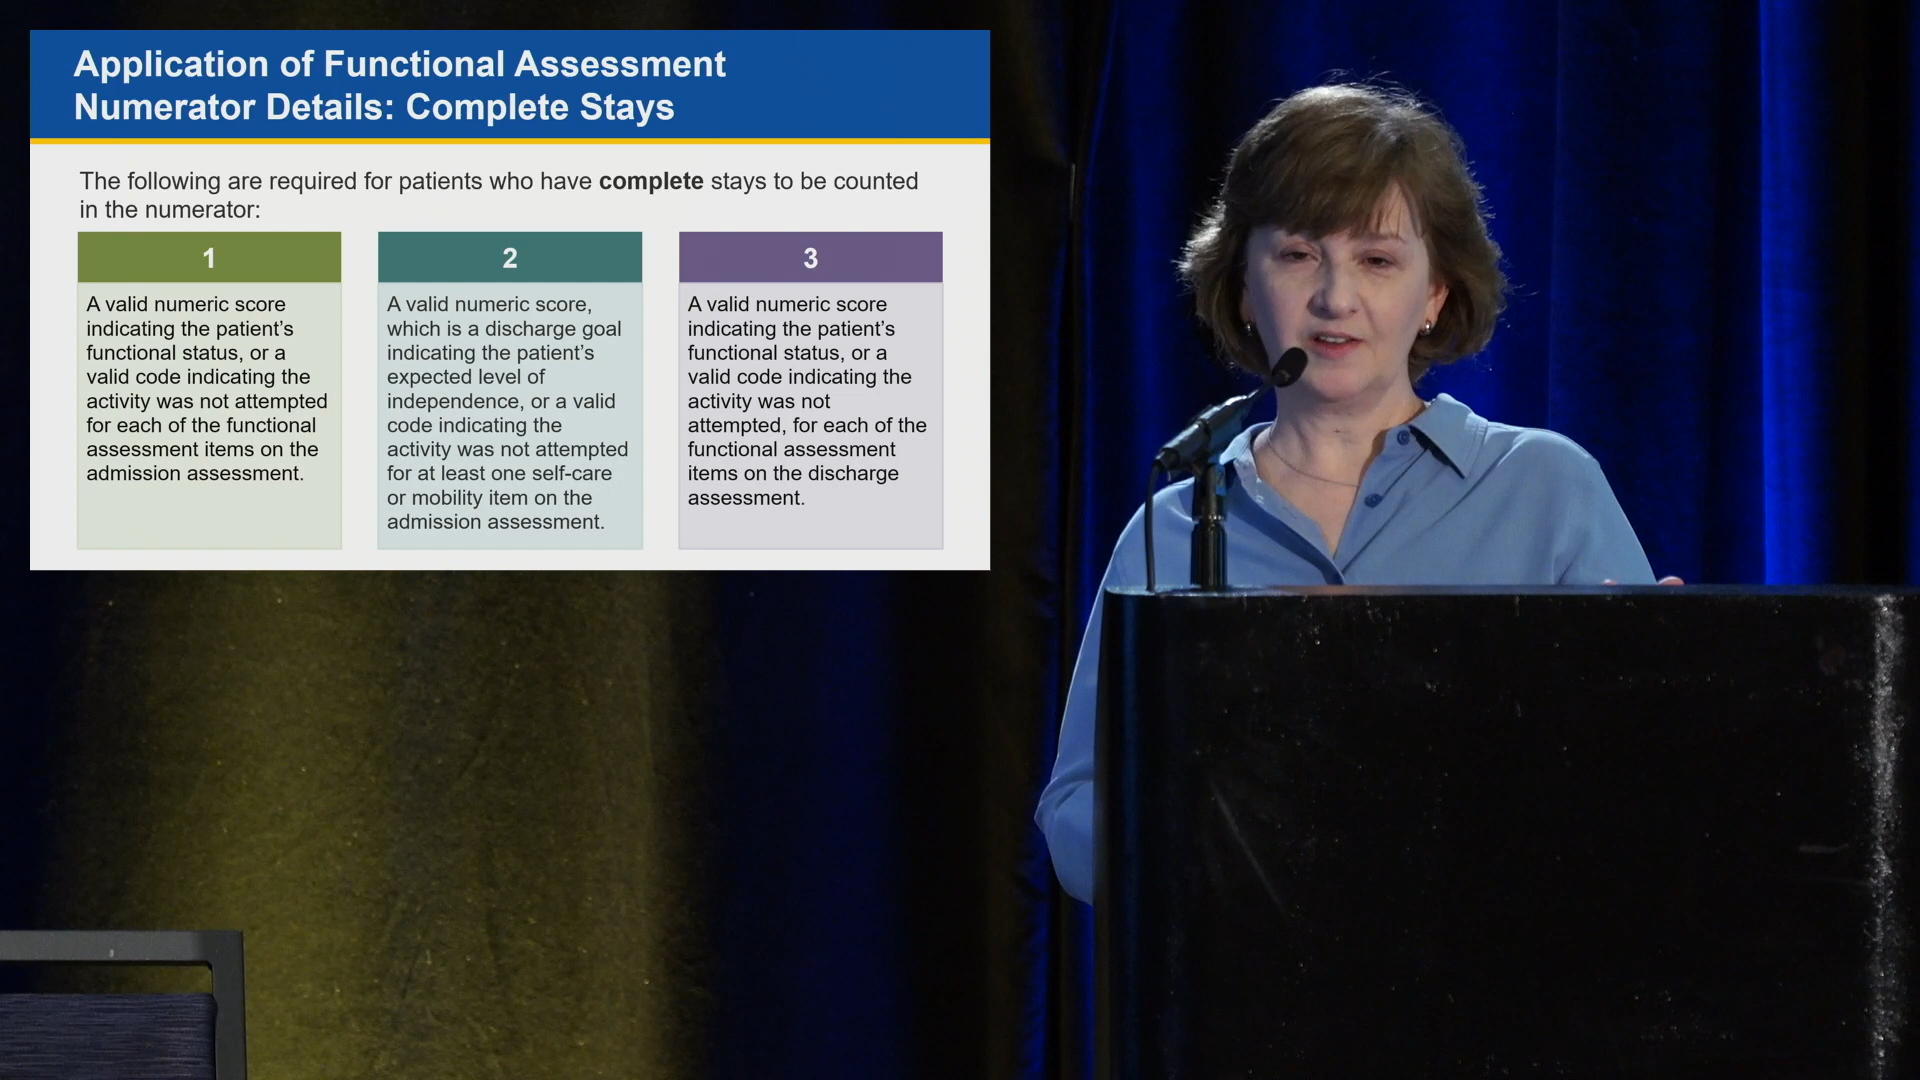 Application of Functional Assessment
Numerator Details: Complete Stays
The following are required for patients who have complete stays to be counted
in the numerator:
1
A valid numeric score
indicating the patient’s
functional status, or a
valid code indicating the
activity was not attempted
for each of the functional
assessment items on the
admission assessment.
2
A valid numeric score,
which is a discharge goal
indicating the patient’s
expected level of
independence, or a valid
code indicating the
activity was not attempted
for at least one self-care
or mobility item on the
admission assessment.
3
A valid numeric score
indicating the patient’s
functional status, or a
valid code indicating the
activity was not
attempted, for each of the
functional assessment
items on the discharge
assessment.